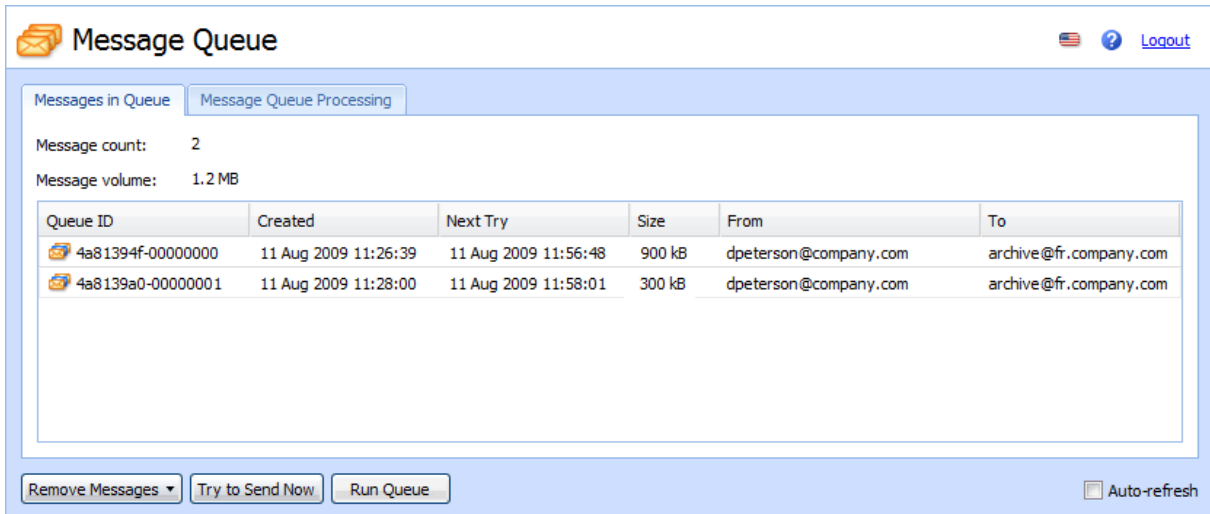 Message Queue
Logout
Messages in Queue Message Queue Processing
Message count: 2
Message volume: 1.2 MB
Queue ID Created Next Try Size From To
4a81394f-00000000 11 Aug 2009 11:26:39 11 Aug 2009 11:56:48 900 kB dpeterson@company.com archive@fr.company.com
4a8139a0-00000001 11 Aug 2009 11:28:00 11 Aug 2009 11:58:01 300 kB dpeterson@company.com archive@fr.company.com
Remove Messages Try to Send Now Run Queue Auto-refresh